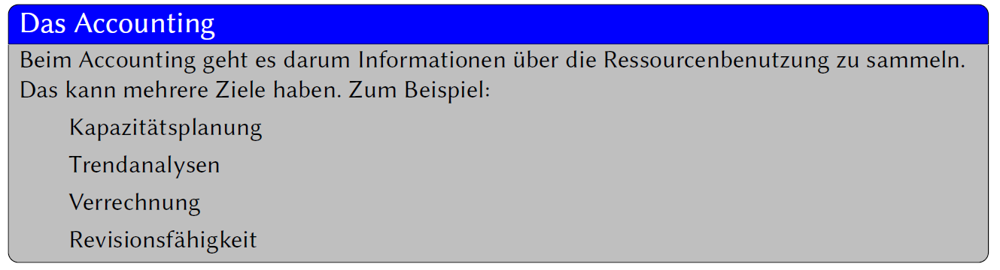 Das Accounting
Beim Accounting geht es darum Informationen über die Ressourcenbenutzung zu sammeln.
Das kann mehrere Ziele haben. Zum Beispiel:
Kapazitätsplanung
Trendanalysen
Verrechnung
Revisionsfähigkeit